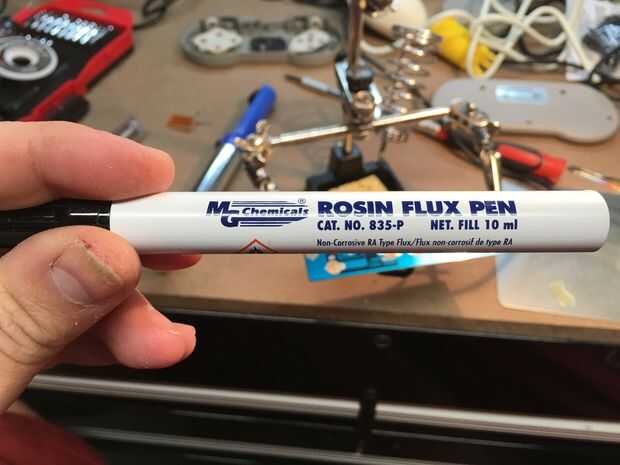 MG Chemicals® ROSIN FLUX PEN
CAT. NO. 835-P NET. FILL 10 ml
Non-Corrosive RA Type Flux/Flux non-corrosif de type RA